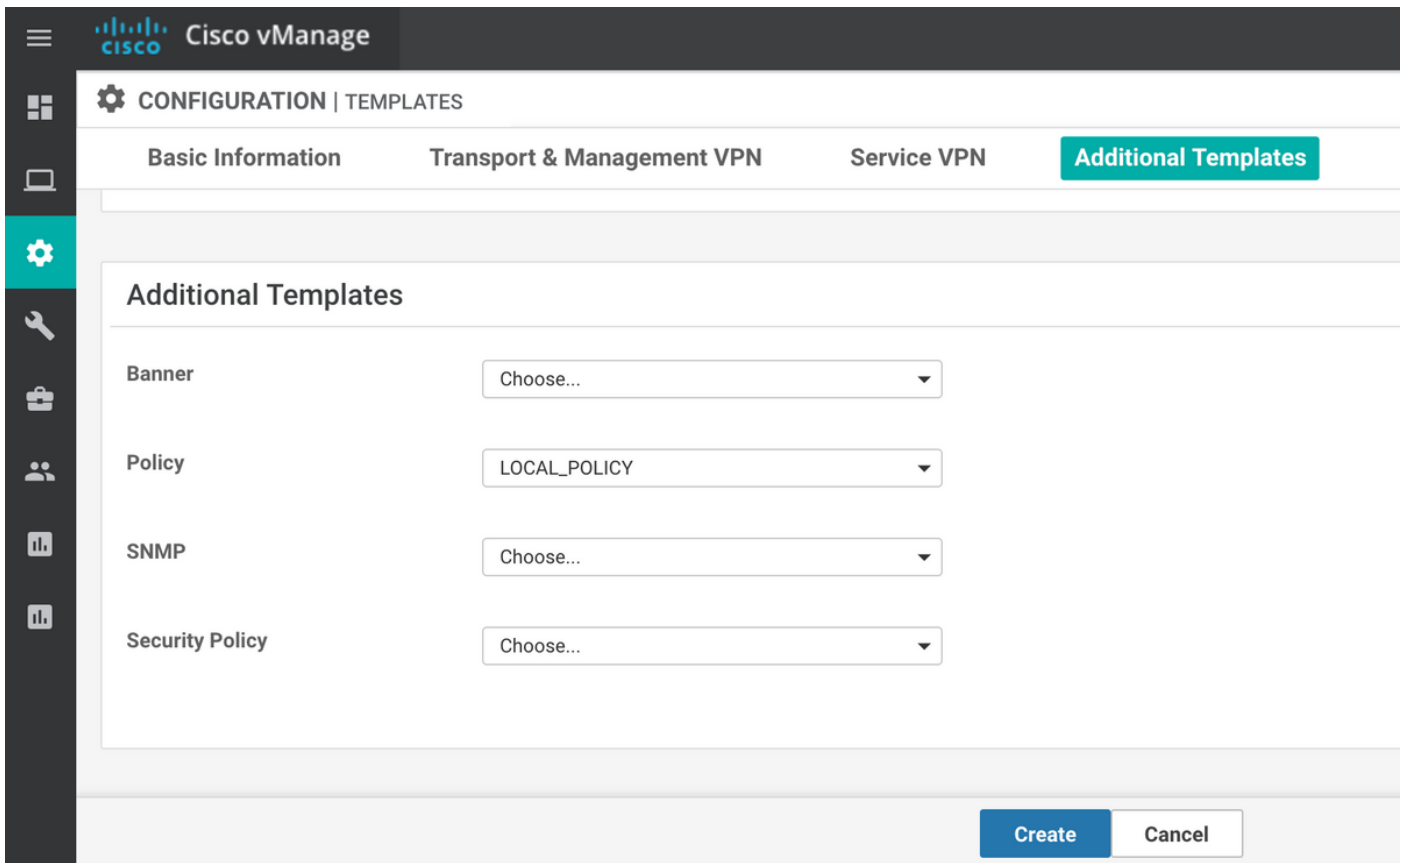 CISCO Cisco vManage
CONFIGURATION | TEMPLATES
Basic Information Transport & Management VPN Service VPN Additional Templates
Additional Templates
Banner Choose...
Policy LOCAL_POLICY
SNMP Choose...
Security Policy Choose...
Create Cancel